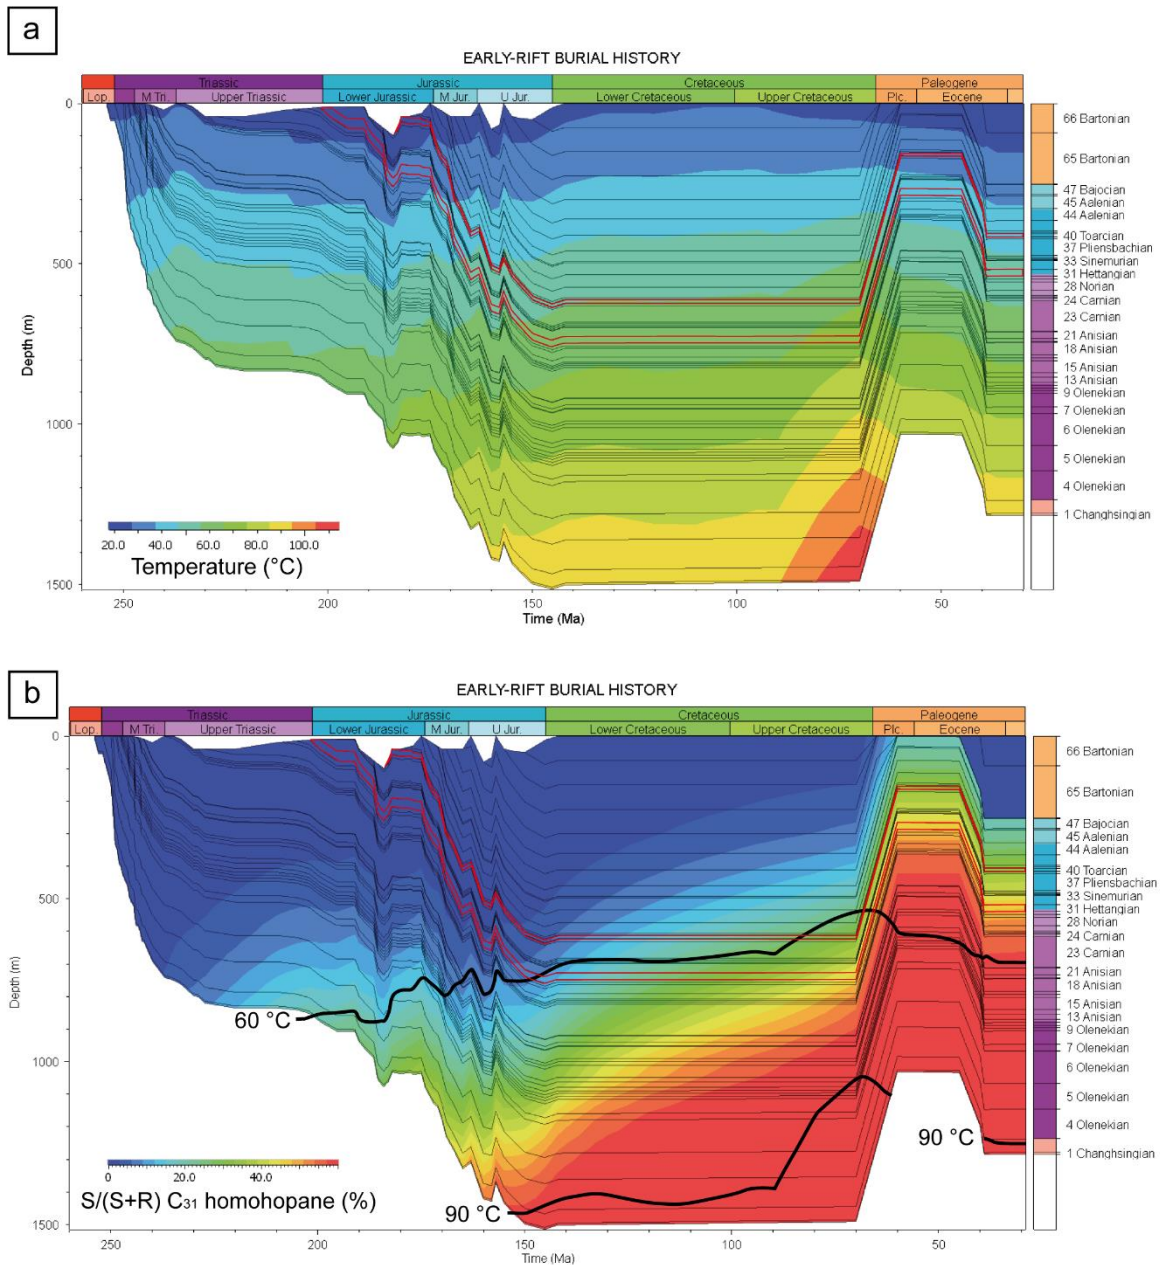 a
EARLY-RIFT BURIAL HISTORY
Triassic Jurassic Cretaceous Paleogene
Lop. M Tri. Upper Triassic Lower Jurassic M Jur. U Jur. Lower Cretaceous Upper Cretaceous Plc. Eocene
0
500
1000
1500
Depth (m)
20.0 40.0 60.0 80.0 100.0
Temperature (°C)
250 200 150 100 50
Time (Ma)
66 Bartonian
65 Bartonian
47 Bajocian
45 Aalenian
44 Aalenian
40 Toarcian
37 Pliensbachian
33 Sinemurian
31 Hettangian
28 Norian
24 Carnian
23 Carnian
21 Anisian
18 Anisian
15 Anisian
13 Anisian
9 Olenekian
7 Olenekian
6 Olenekian
5 Olenekian
4 Olenekian
1 Changhsingian
b
EARLY-RIFT BURIAL HISTORY
Triassic Jurassic Cretaceous Paleogene
Lop. M Tri. Upper Triassic Lower Jurassic M Jur. U Jur. Lower Cretaceous Upper Cretaceous Plc. Eocene
0
500
1000
1500
Depth (m)
60 °C
90 °C
90 °C
0 20.0 40.0
S/(S+R) C₃₁ homohopane (%)
250 200 150 100 50
Time (Ma)
66 Bartonian
65 Bartonian
47 Bajocian
45 Aalenian
44 Aalenian
40 Toarcian
37 Pliensbachian
33 Sinemurian
31 Hettangian
28 Norian
24 Carnian
23 Carnian
21 Anisian
18 Anisian
15 Anisian
13 Anisian
9 Olenekian
7 Olenekian
6 Olenekian
5 Olenekian
4 Olenekian
1 Changhsingian